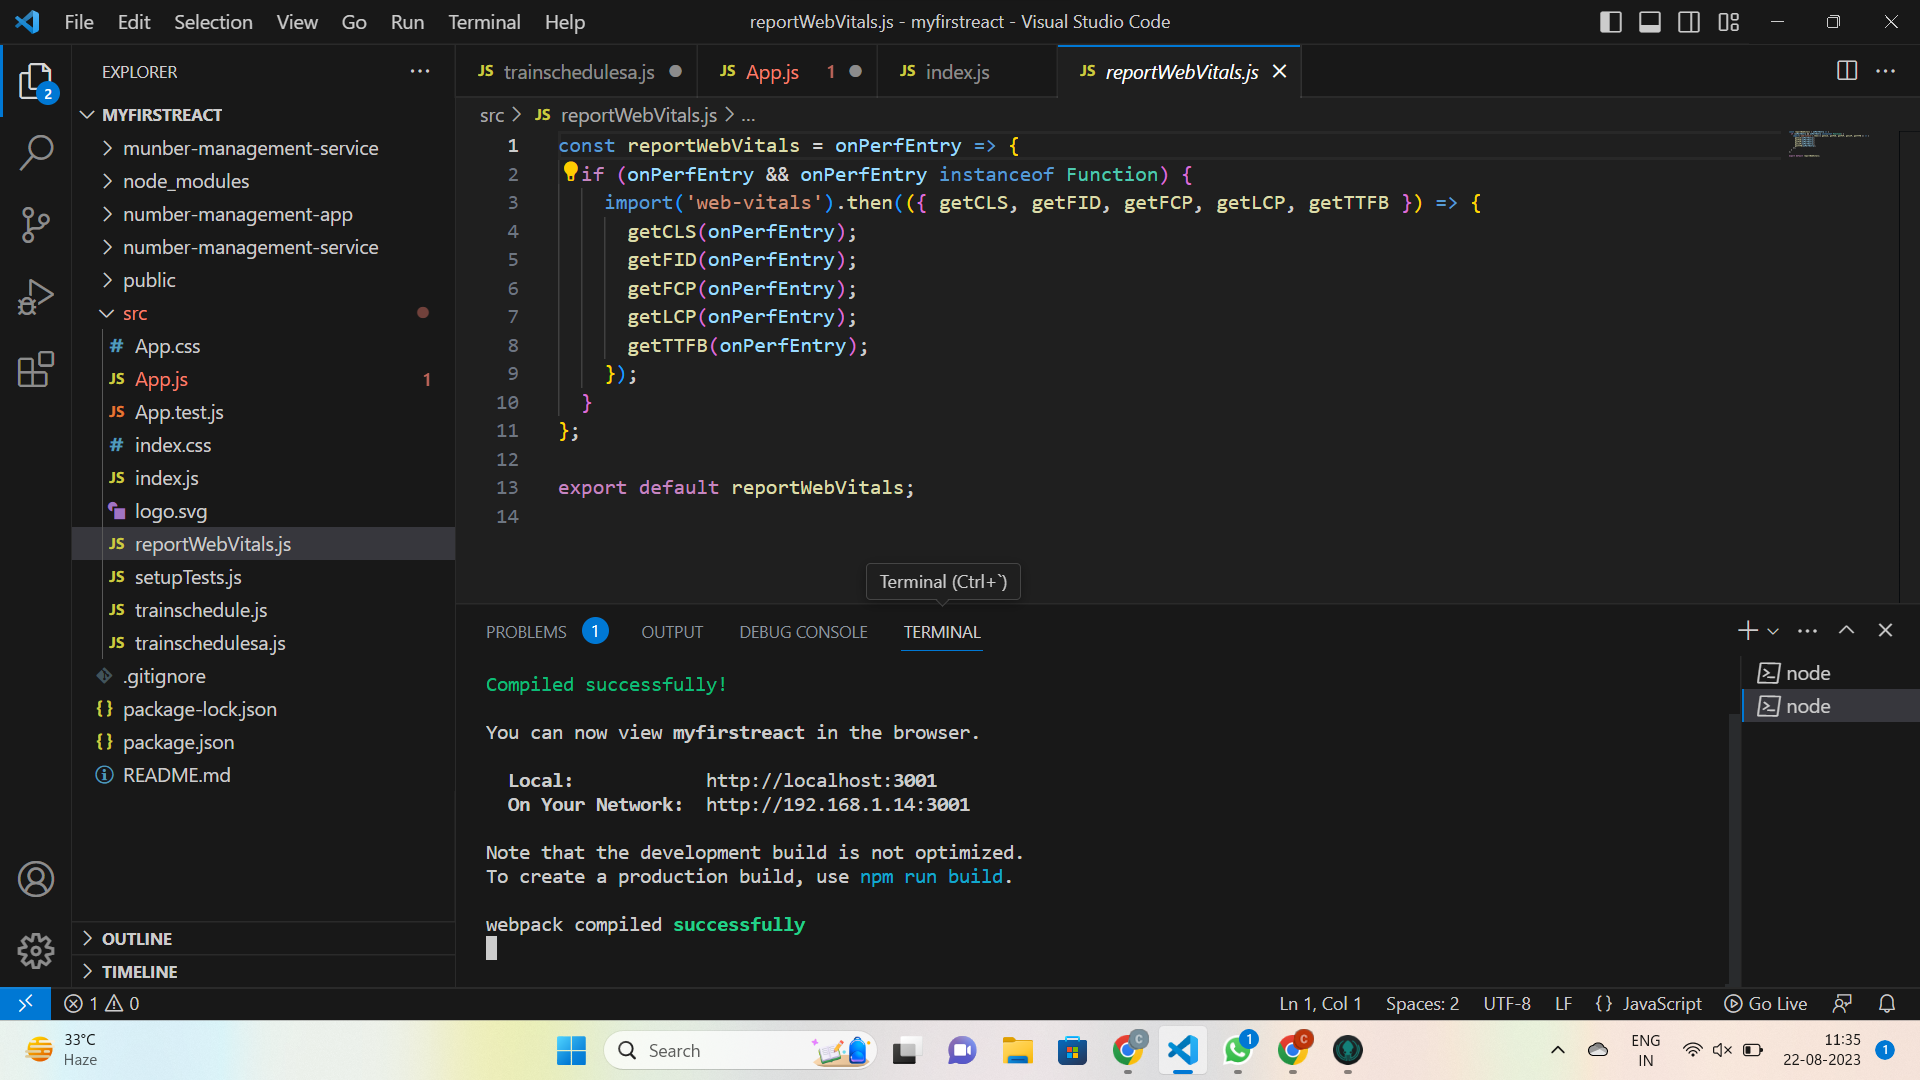 File Edit Selection View Go Run Terminal Help
reportWebVitals.js - myfirstreact - Visual Studio Code
EXPLORER
2
MYFIRSTREACT
munber-management-service
node_modules
number-management-app
number-management-service
public
src
# App.css
JS App.js 1
JS App.test.js
# index.css
JS index.js
logo.svg
JS reportWebVitals.js
JS setupTests.js
JS trainschedule.js
JS trainschedulesa.js
.gitignore
{} package-lock.json
{} package.json
README.md
OUTLINE
TIMELINE
JS trainschedulesa.js JS App.js 1 JS index.js JS reportWebVitals.js
src > JS reportWebVitals.js > ...
1 const reportWebVitals = onPerfEntry => {
2 if (onPerfEntry && onPerfEntry instanceof Function) {
3 import('web-vitals').then(({ getCLS, getFID, getFCP, getLCP, getTTFB }) => {
4 getCLS(onPerfEntry);
5 getFID(onPerfEntry);
6 getFCP(onPerfEntry);
7 getLCP(onPerfEntry);
8 getTTFB(onPerfEntry);
9 });
10 }
11 };
12
13 export default reportWebVitals;
14
Terminal (Ctrl+`)
PROBLEMS 1 OUTPUT DEBUG CONSOLE TERMINAL
node
node
Compiled successfully!
You can now view myfirstreact in the browser.
Local: http://localhost:3001
On Your Network: http://192.168.1.14:3001
Note that the development build is not optimized.
To create a production build, use npm run build.
webpack compiled successfully
1 0
Ln 1, Col 1 Spaces: 2 UTF-8 LF {} JavaScript Go Live
33°C
Haze
Search
C
1
C
ENG
IN
11:35
22-08-2023
1